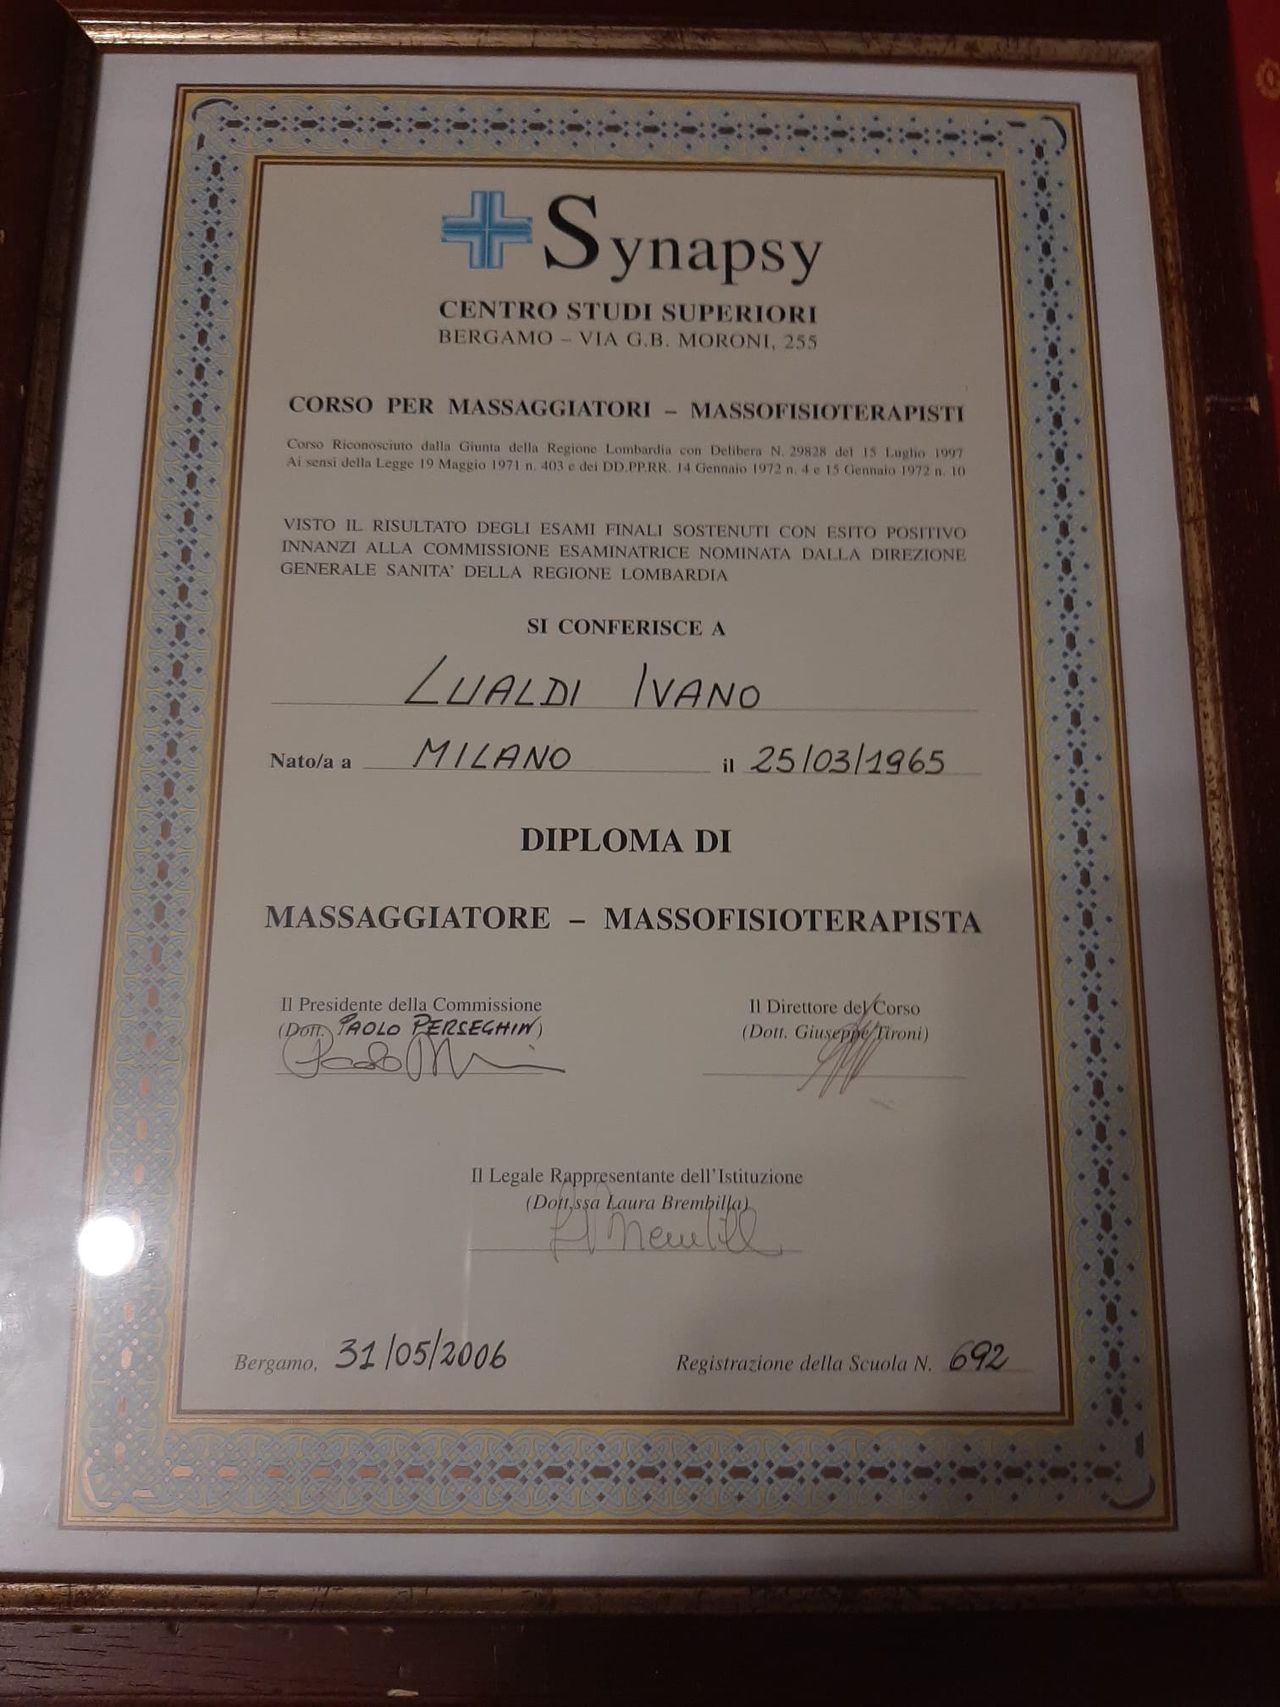 Synapsy
CENTRO STUDI SUPERIORI
BERGAMO – VIA G.B. MORONI, 255
CORSO PER MASSAGGIATORI – MASSOFISIOTERAPISTI
Corso Riconosciuto dalla Giunta della Regione Lombardia con Delibera N. 29828 del 15 Luglio 1997
Ai sensi della Legge 19 Maggio 1971 n. 403 e dei DD.PP.RR. 14 Gennaio 1972 n. 4 e 15 Gennaio 1972 n. 10
VISTO IL RISULTATO DEGLI ESAMI FINALI SOSTENUTI CON ESITO POSITIVO
INNANZI ALLA COMMISSIONE ESAMINATRICE NOMINATA DALLA DIREZIONE
GENERALE SANITA' DELLA REGIONE LOMBARDIA
SI CONFERISCE A
LUALDI IVANO
Nato/a a MILANO il 25/03/1965
DIPLOMA DI
MASSAGGIATORE – MASSOFISIOTERAPISTA
Il Presidente della Commissione Il Direttore del Corso
(Dott. PAOLO PERSEGHIN) (Dott. Giuseppe Tironi)
Il Legale Rappresentante dell'Istituzione
(Dott.ssa Laura Brembilla)
Bergamo, 31/05/2006 Registrazione della Scuola N. 692